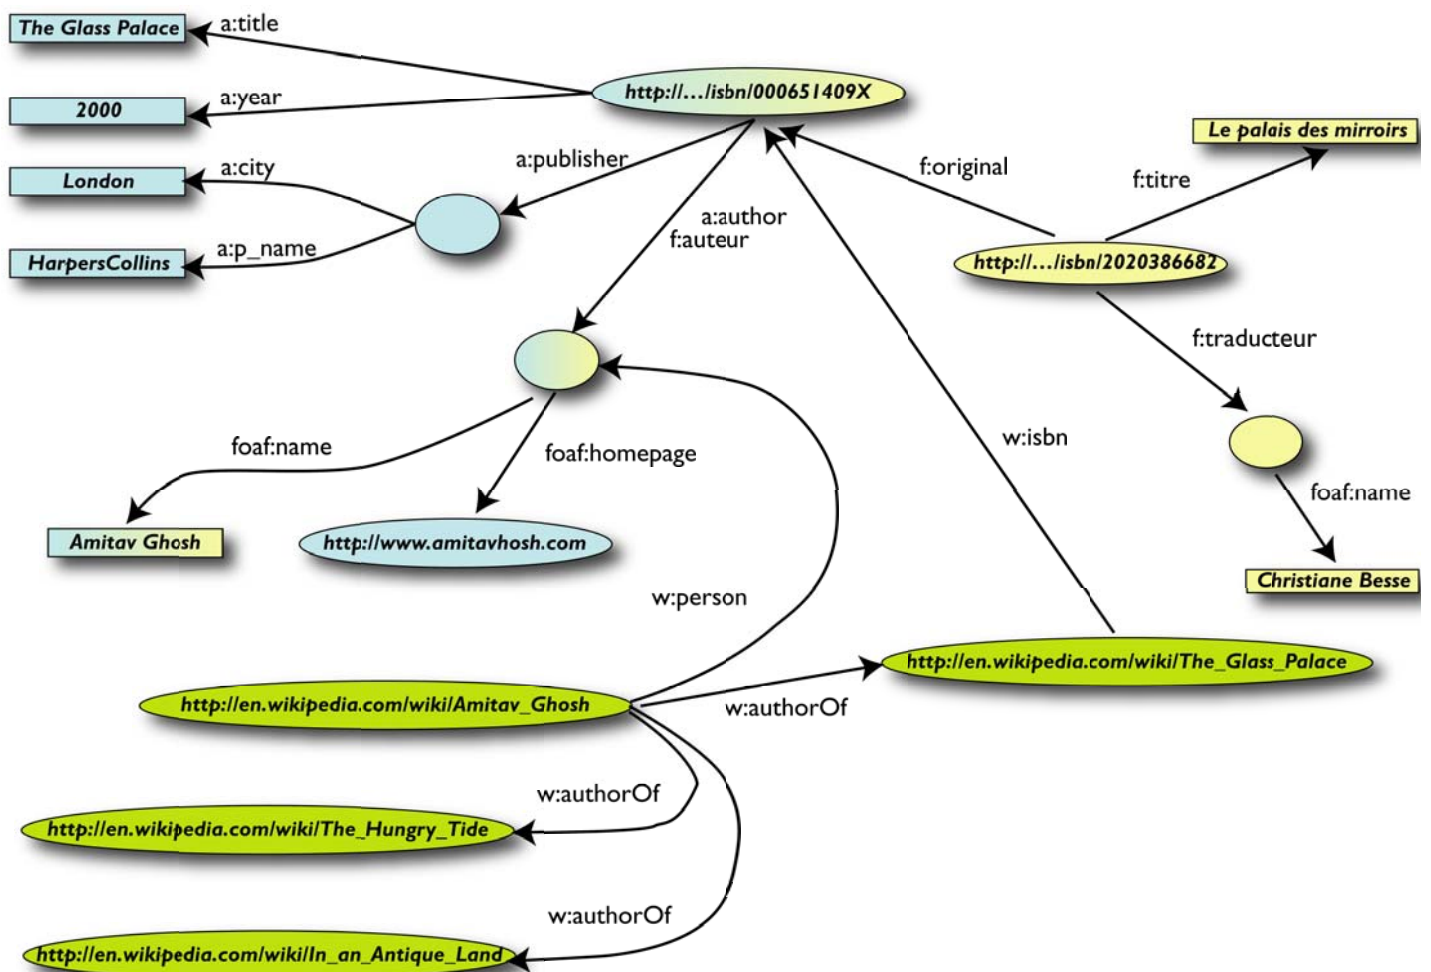 The Glass Palace
a:title
http://…/isbn/000651409X
2000
a:year
Le palais des mirroirs
a:publisher
f:original
f:titre
London
a:city
a:author
f:auteur
HarpersCollins
a:p_name
http://…/isbn/2020386682
f:traducteur
foaf:name
foaf:homepage
w:isbn
foaf:name
Amitav Ghosh
http://www.amitavhosh.com
Christiane Besse
w:person
http://en.wikipedia.com/wiki/The_Glass_Palace
http://en.wikipedia.com/wiki/Amitav_Ghosh
w:authorOf
w:authorOf
http://en.wikipedia.com/wiki/The_Hungry_Tide
w:authorOf
http://en.wikipedia.com/wiki/In_an_Antique_Land